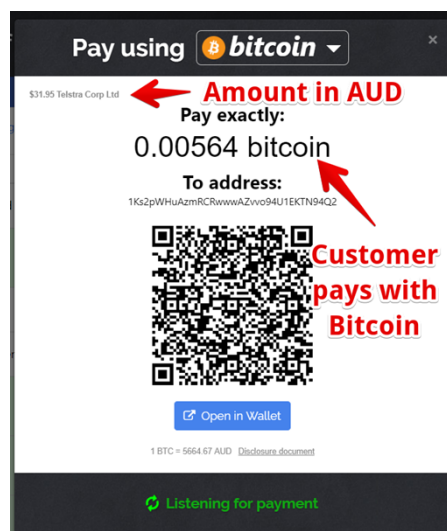 Pay using bitcoin
×
$31.95 Telstra Corp Ltd
Amount in AUD
Pay exactly:
0.00564 bitcoin
To address:
1Ks2pWHuAzmRCRwwwAZvvo94U1EKTN94Q2
Customer
pays with
Bitcoin
Open in Wallet
1 BTC = 5664.67 AUD Disclosure document
Listening for payment